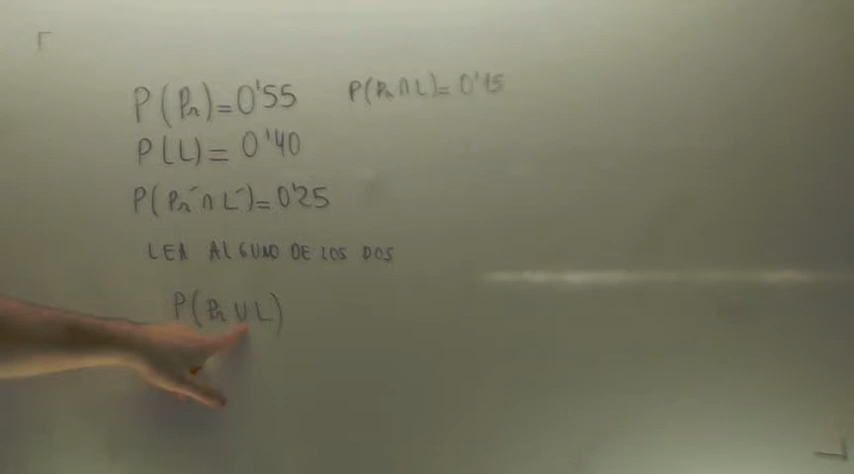 P(Pr)=0'55
P(Pr∩L)=0'15
P(L)=0'40
P(Pr¯∩L¯)=0'25
LEA ALGUNO DE LOS DOS
P(Pr∪L)